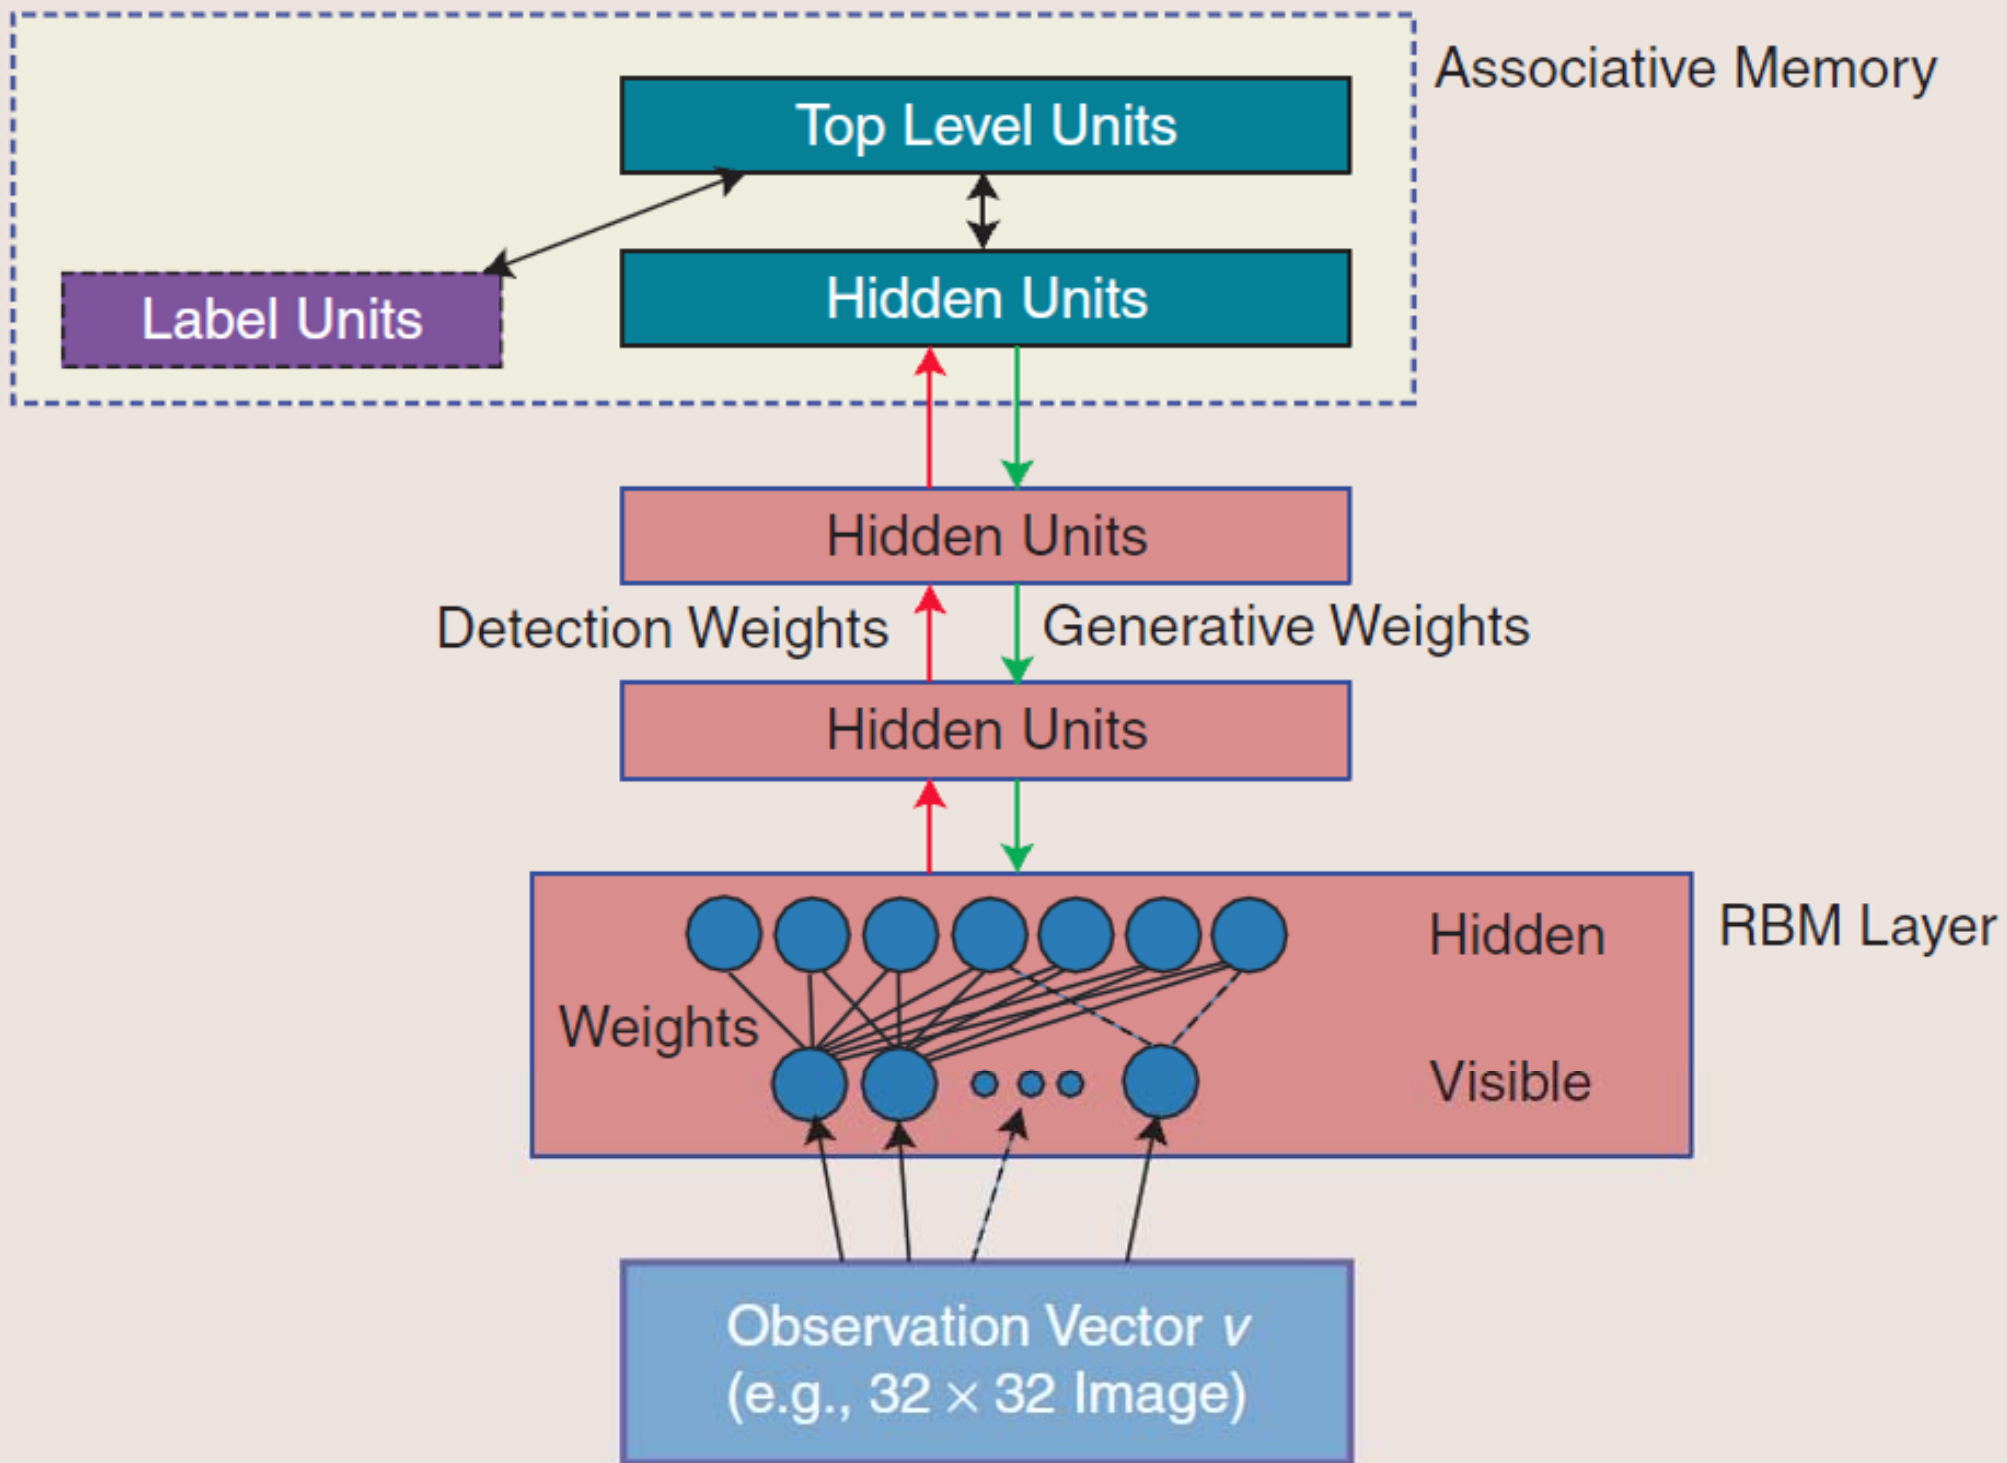 Associative Memory
Top Level Units
Label Units
Hidden Units
Hidden Units
Detection Weights
Generative Weights
Hidden Units
RBM Layer
Hidden
Weights
Visible
Observation Vector v
(e.g., 32 × 32 Image)